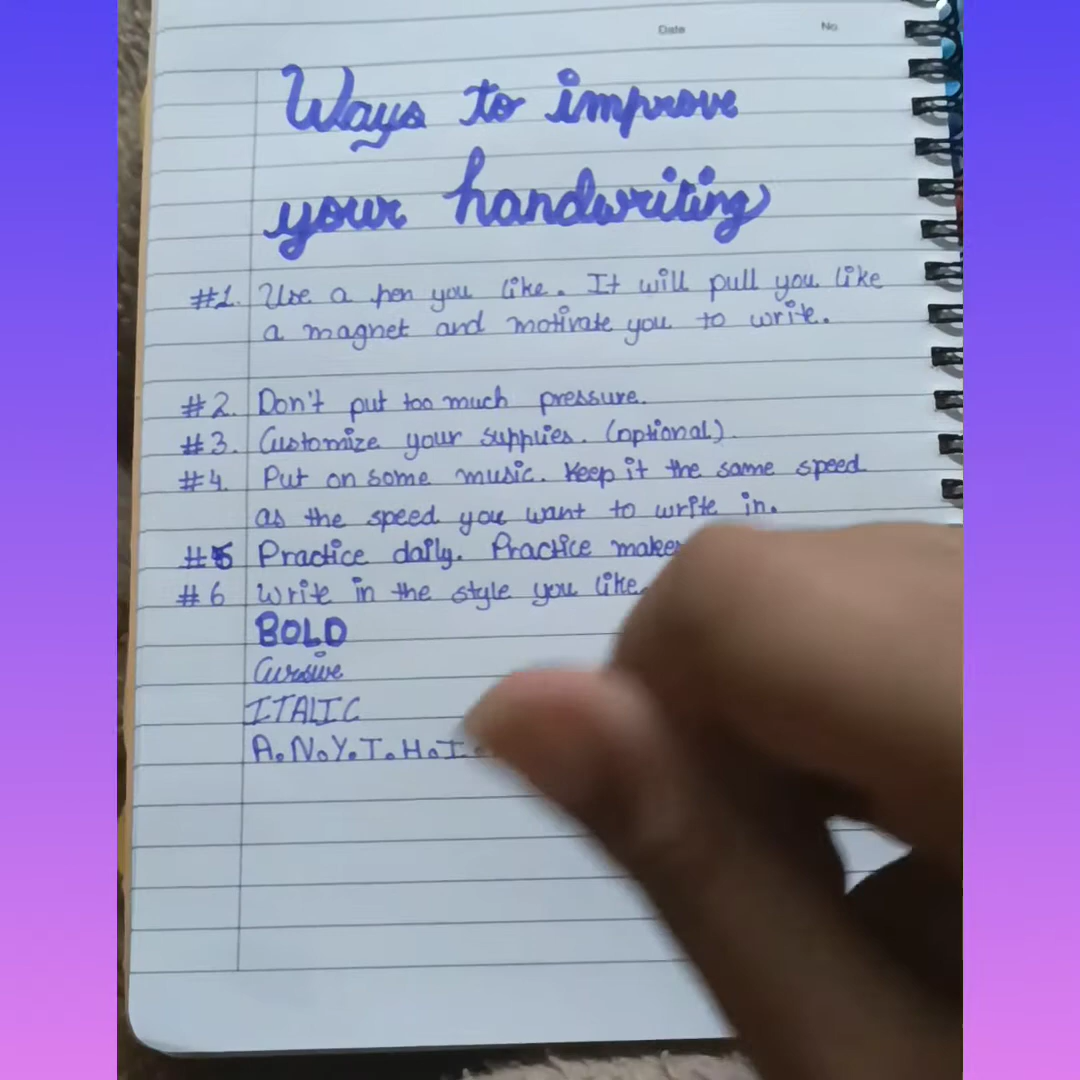 Date No
Ways to improve
your handwriting
#1. Use a pen you like. It will pull you like
a magnet and motivate you to write.
#2. Don't put too much pressure.
#3. Customize your supplies. (optional).
#4. Put on some music. Keep it the same speed
as the speed you want to write in.
#5 Practice daily. Practice makes
#6 Write in the style you like.
BOLD
Cursive
ITALIC
A.N.Y.T.H.I.